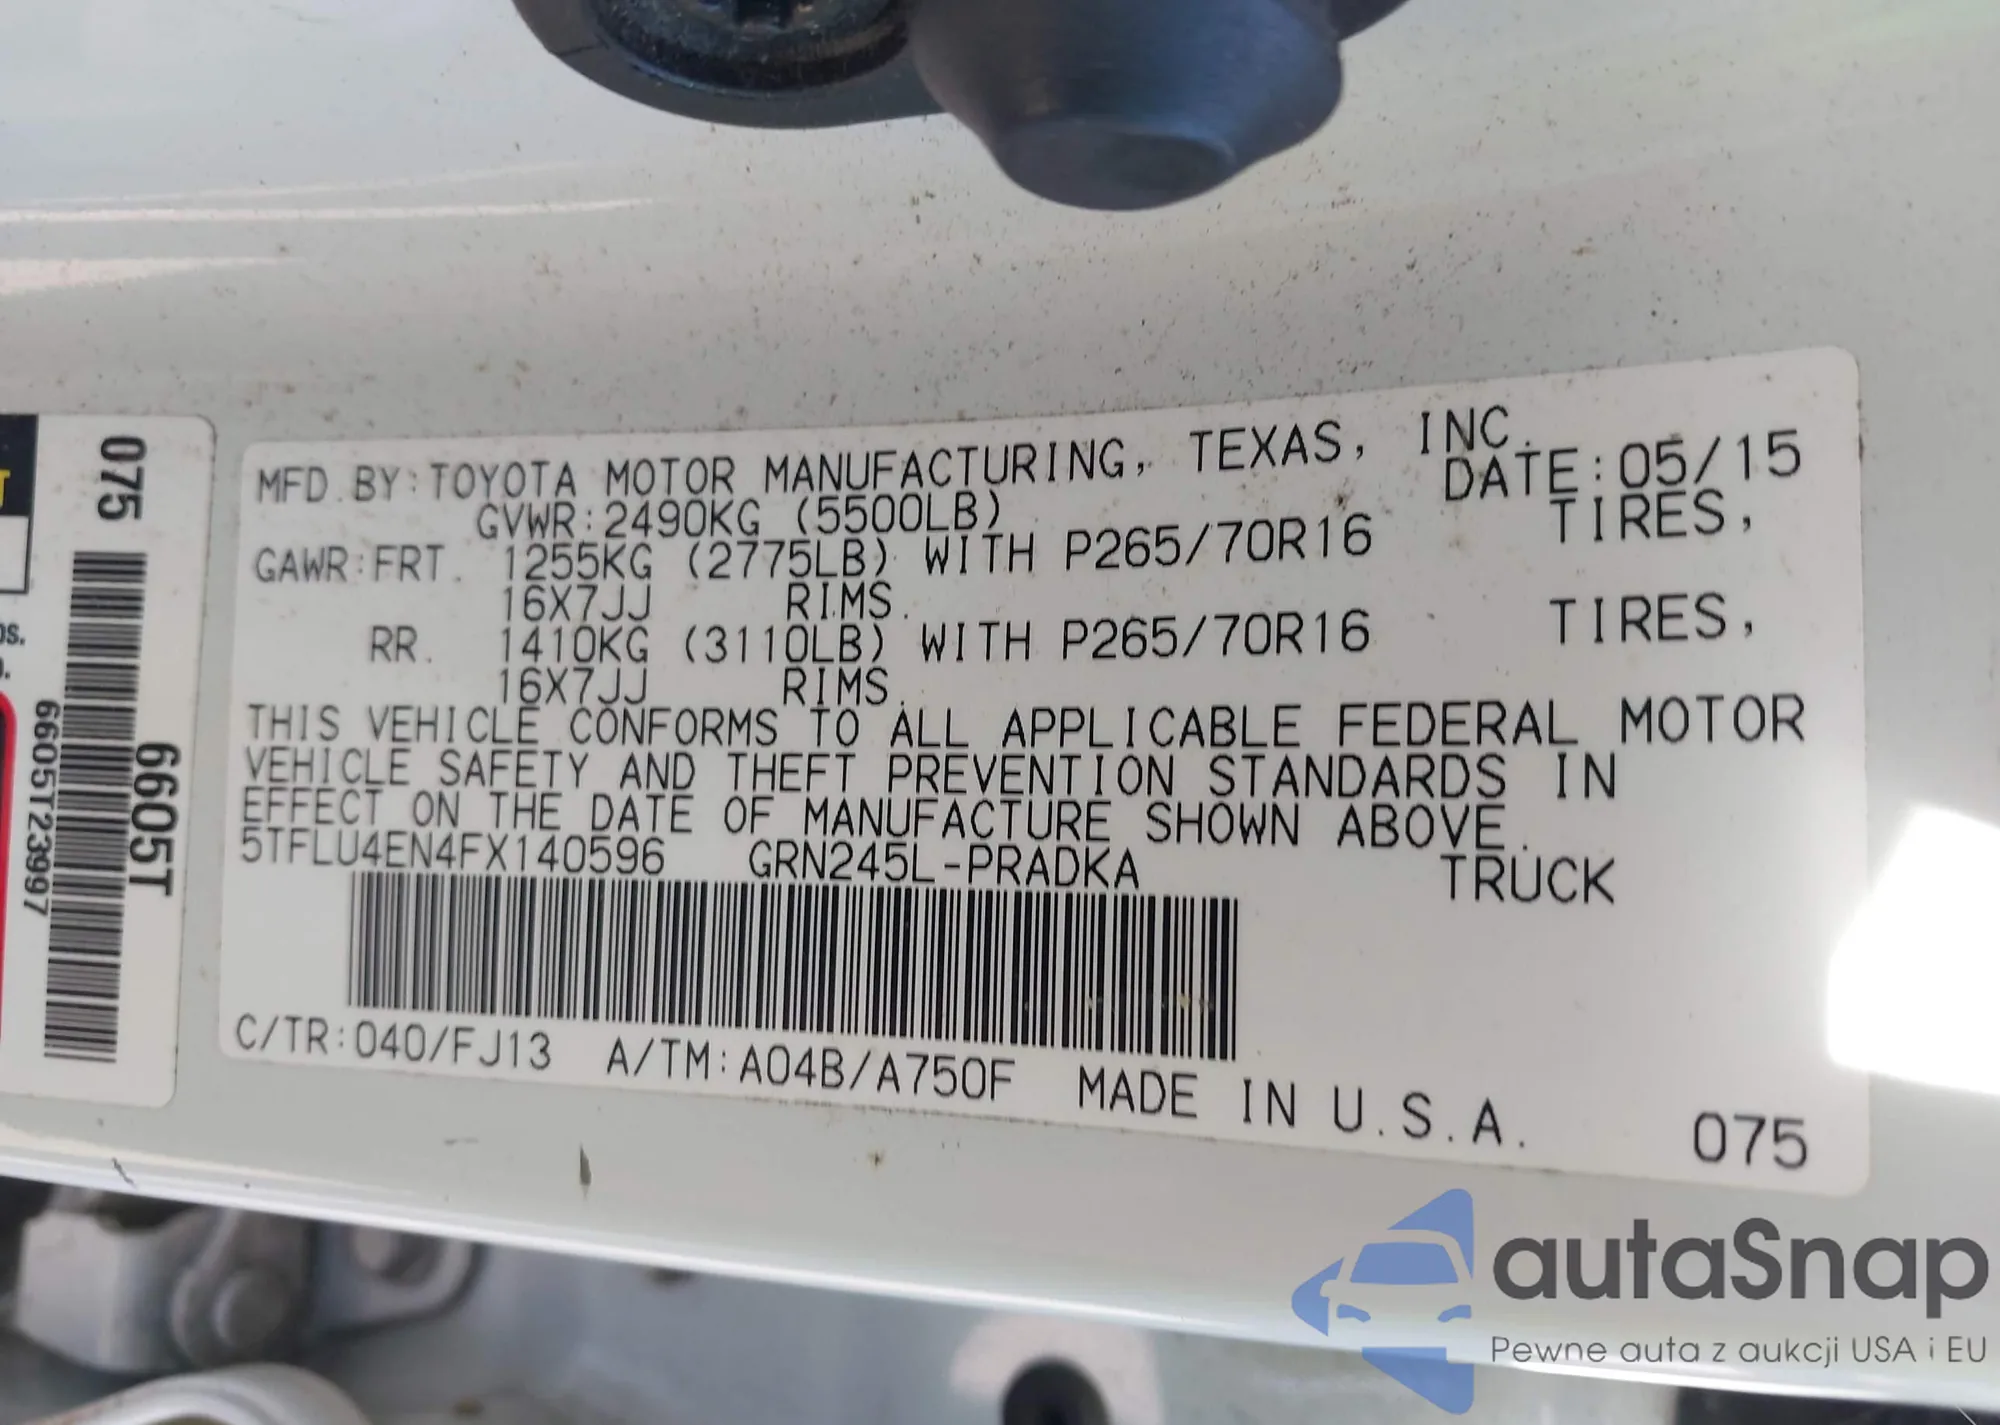 MFD.BY:TOYOTA MOTOR MANUFACTURING, TEXAS, INC.
DATE:05/15
GVWR:2490KG (5500LB)
GAWR:FRT. 1255KG (2775LB) WITH P265/70R16 TIRES,
16X7JJ RIMS.
RR. 1410KG (3110LB) WITH P265/70R16 TIRES,
16X7JJ RIMS.
THIS VEHICLE CONFORMS TO ALL APPLICABLE FEDERAL MOTOR
VEHICLE SAFETY AND THEFT PREVENTION STANDARDS IN
EFFECT ON THE DATE OF MANUFACTURE SHOWN ABOVE.
5TFLU4EN4FX140596 GRN245L-PRADKA TRUCK
C/TR:040/FJ13 A/TM:A04B/A750F MADE IN U.S.A.
075
075
6605T
6605T23997
autaSnap
Pewne auta z aukcji USA i EU